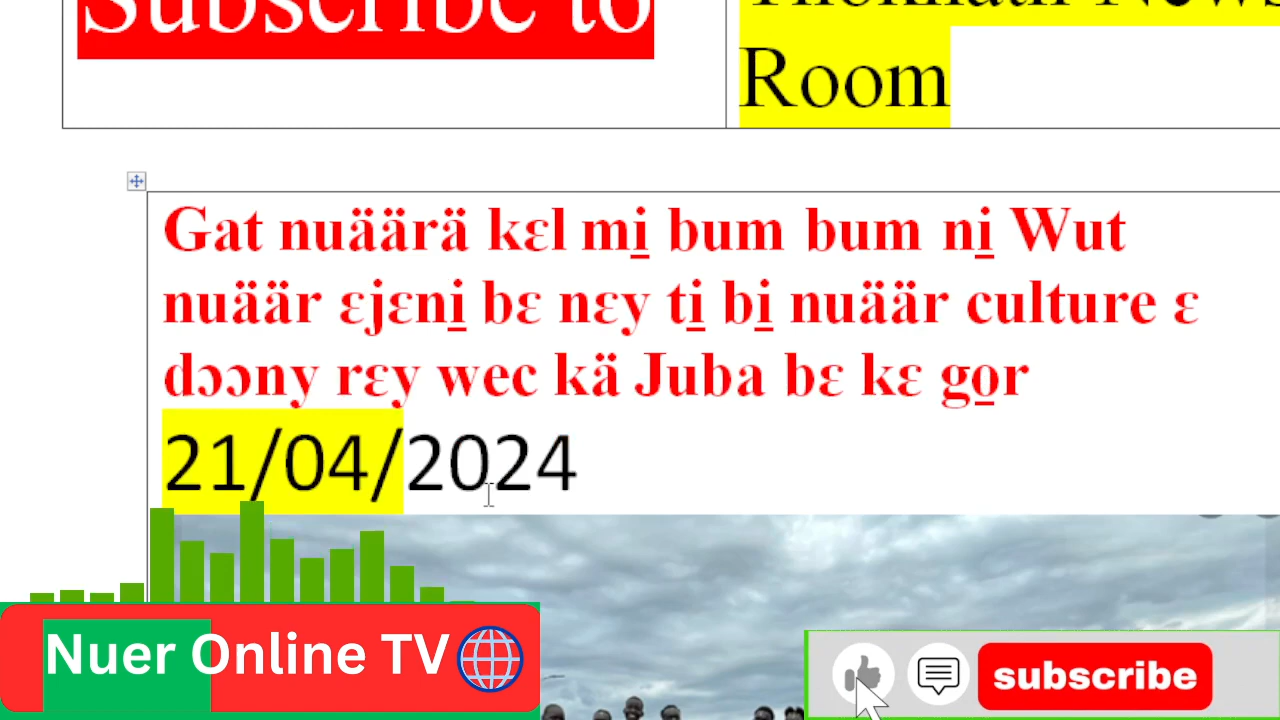 Subscribe to
Room
Gat nuäärä kɛl mi̱ bum bum ni̱ Wut
nuäär ɛjɛni̱ bɛ nɛy ti̱ bi̱ nuäär culture ɛ
dɔɔny rɛy wec kä Juba bɛ kɛ go̱r
21/04/2024
Nuer Online TV
subscribe